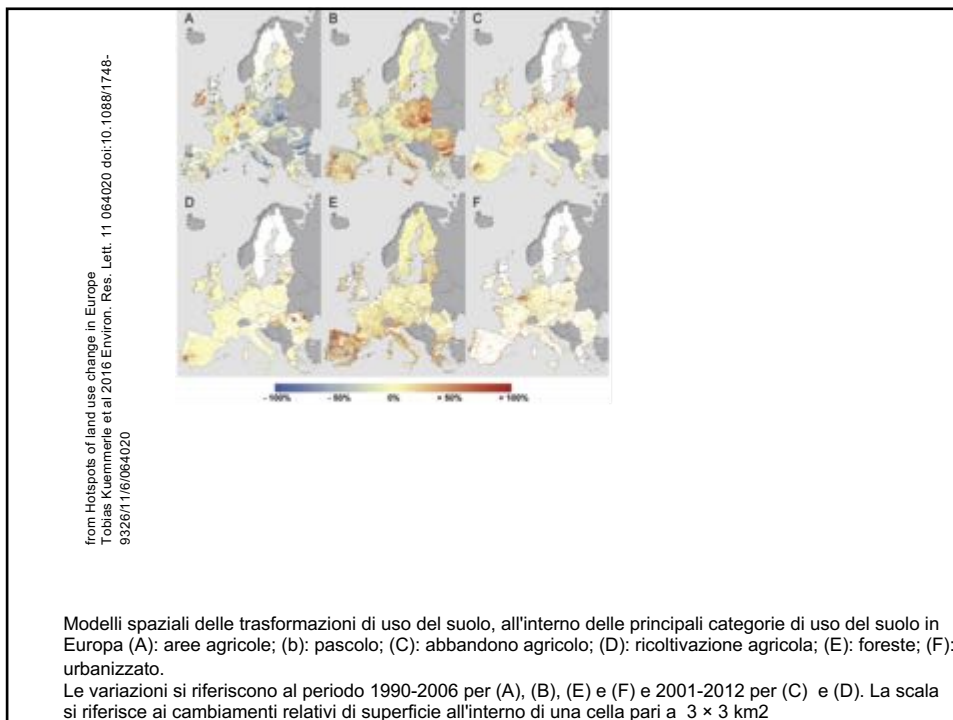 A
B
C
D
E
F
- 100%
- 50%
0%
+ 50%
+ 100%
from Hotspots of land use change in Europe
Tobias Kuemmerle et al 2016 Environ. Res. Lett. 11 064020 doi:10.1088/1748-
9326/11/6/064020
Modelli spaziali delle trasformazioni di uso del suolo, all'interno delle principali categorie di uso del suolo in
Europa (A): aree agricole; (b): pascolo; (C): abbandono agricolo; (D): ricoltivazione agricola; (E): foreste; (F):
urbanizzato.
Le variazioni si riferiscono al periodo 1990-2006 per (A), (B), (E) e (F) e 2001-2012 per (C) e (D). La scala
si riferisce ai cambiamenti relativi di superficie all'interno di una cella pari a 3 × 3 km2